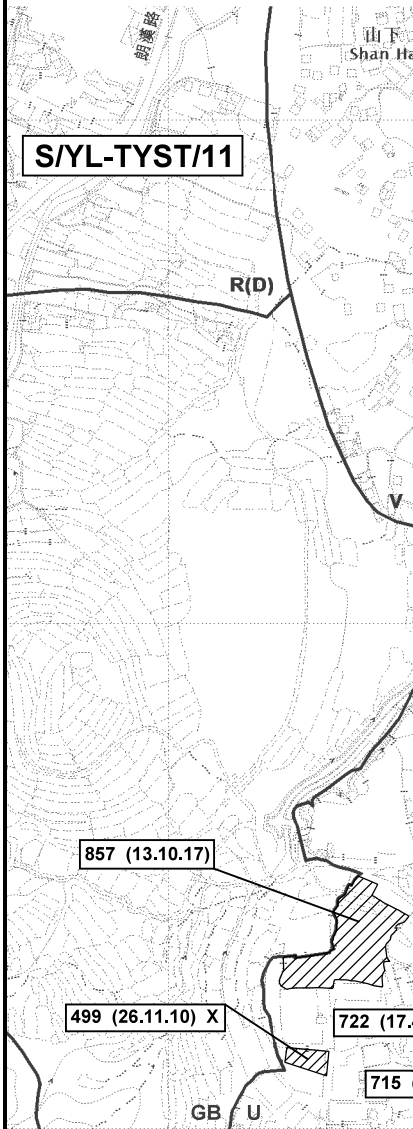 朗漢路
山下
Shan Ha
S/YL-TYST/11
R(D)
V
857 (13.10.17)
499 (26.11.10) X
722 (17.
715
GB U